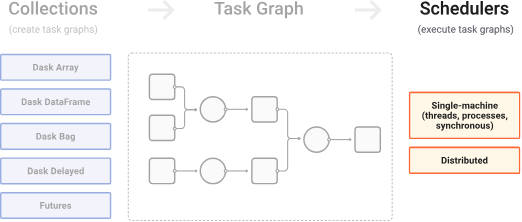 Collections
(create task graphs)
Task Graph
Schedulers
(execute task graphs)
Dask Array
Dask DataFrame
Dask Bag
Dask Delayed
Futures
Single-machine
(threads, processes,
synchronous)
Distributed